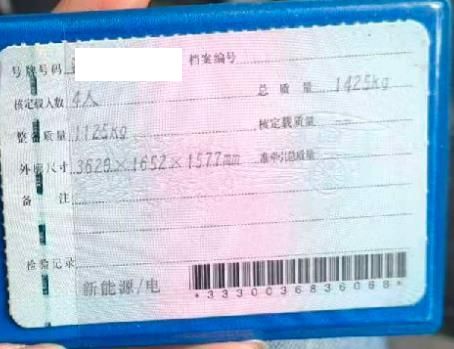 号牌号码 档案编号
核定载人数 4人 总质量 1425kg
整备质量 1125kg 核定载质量 --
外廓尺寸 3625×1652×1577mm 准牵引总质量
备注
检验记录
新能源/电
*3330036836068*